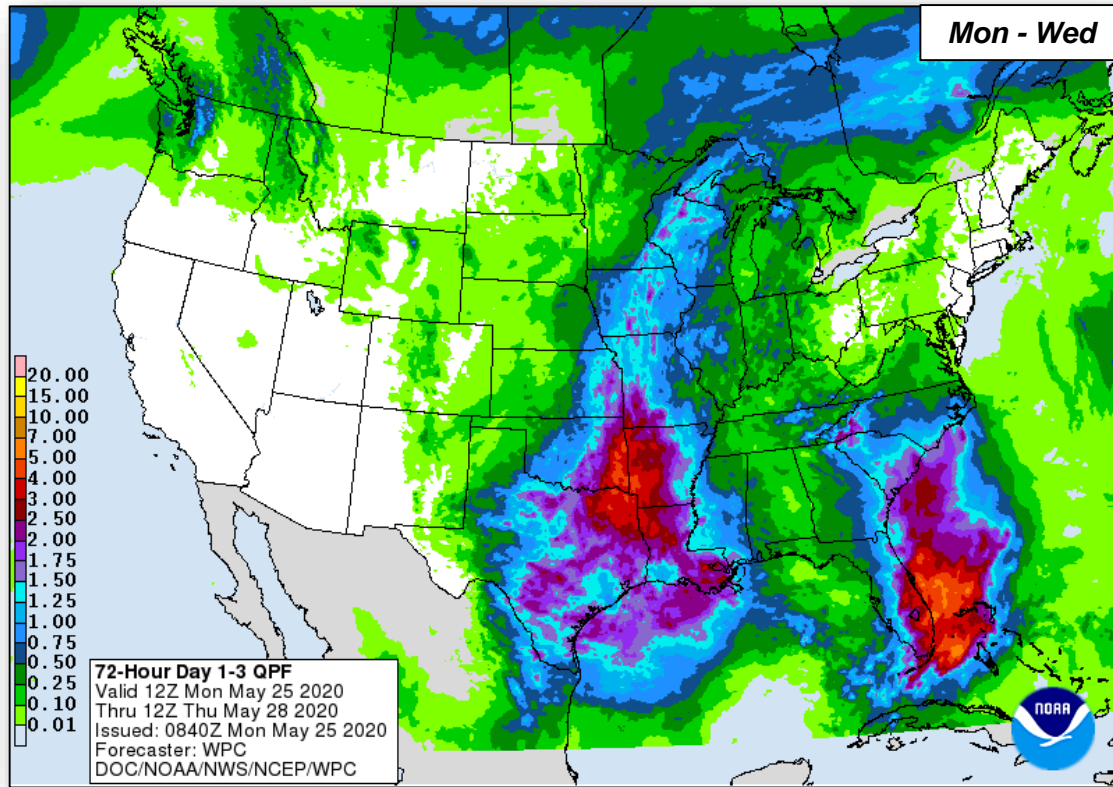 Mon - Wed
20.00
15.00
10.00
7.00
5.00
4.00
3.00
2.50
2.00
1.75
1.50
1.25
1.00
0.75
0.50
0.25
0.10
0.01
72-Hour Day 1-3 QPF
Valid 12Z Mon May 25 2020
Thru 12Z Thu May 28 2020
Issued: 0840Z Mon May 25 2020
Forecaster: WPC
DOC/NOAA/NWS/NCEP/WPC
NOAA